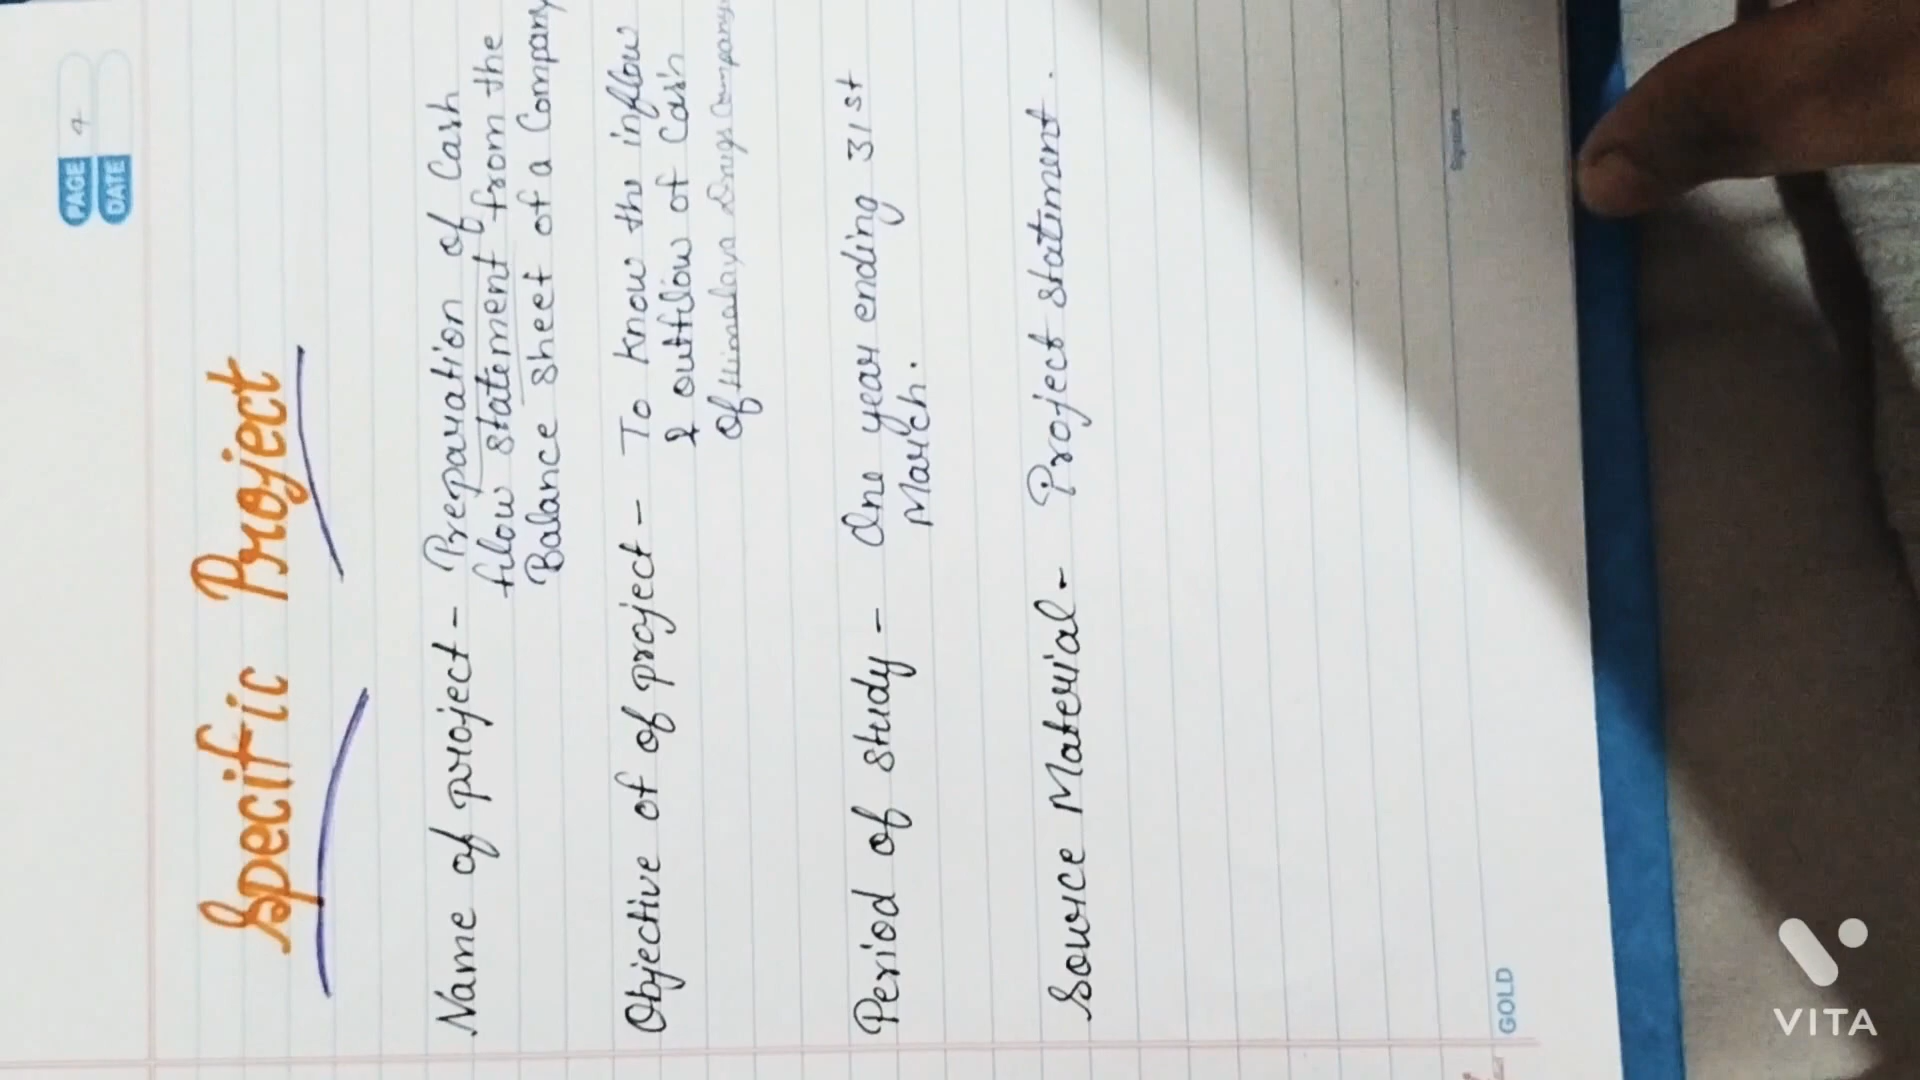 PAGE 4
DATE
Specific Project
Name of project - Preparation of Cash
flow statement from the
Balance sheet of a Company
Objective of project - To know the inflow
& outflow of Cash
of Himalaya Drugs Company
Period of study - One year ending 31st
March.
Source Material - Project statement.
Signature
GOLD
VITA